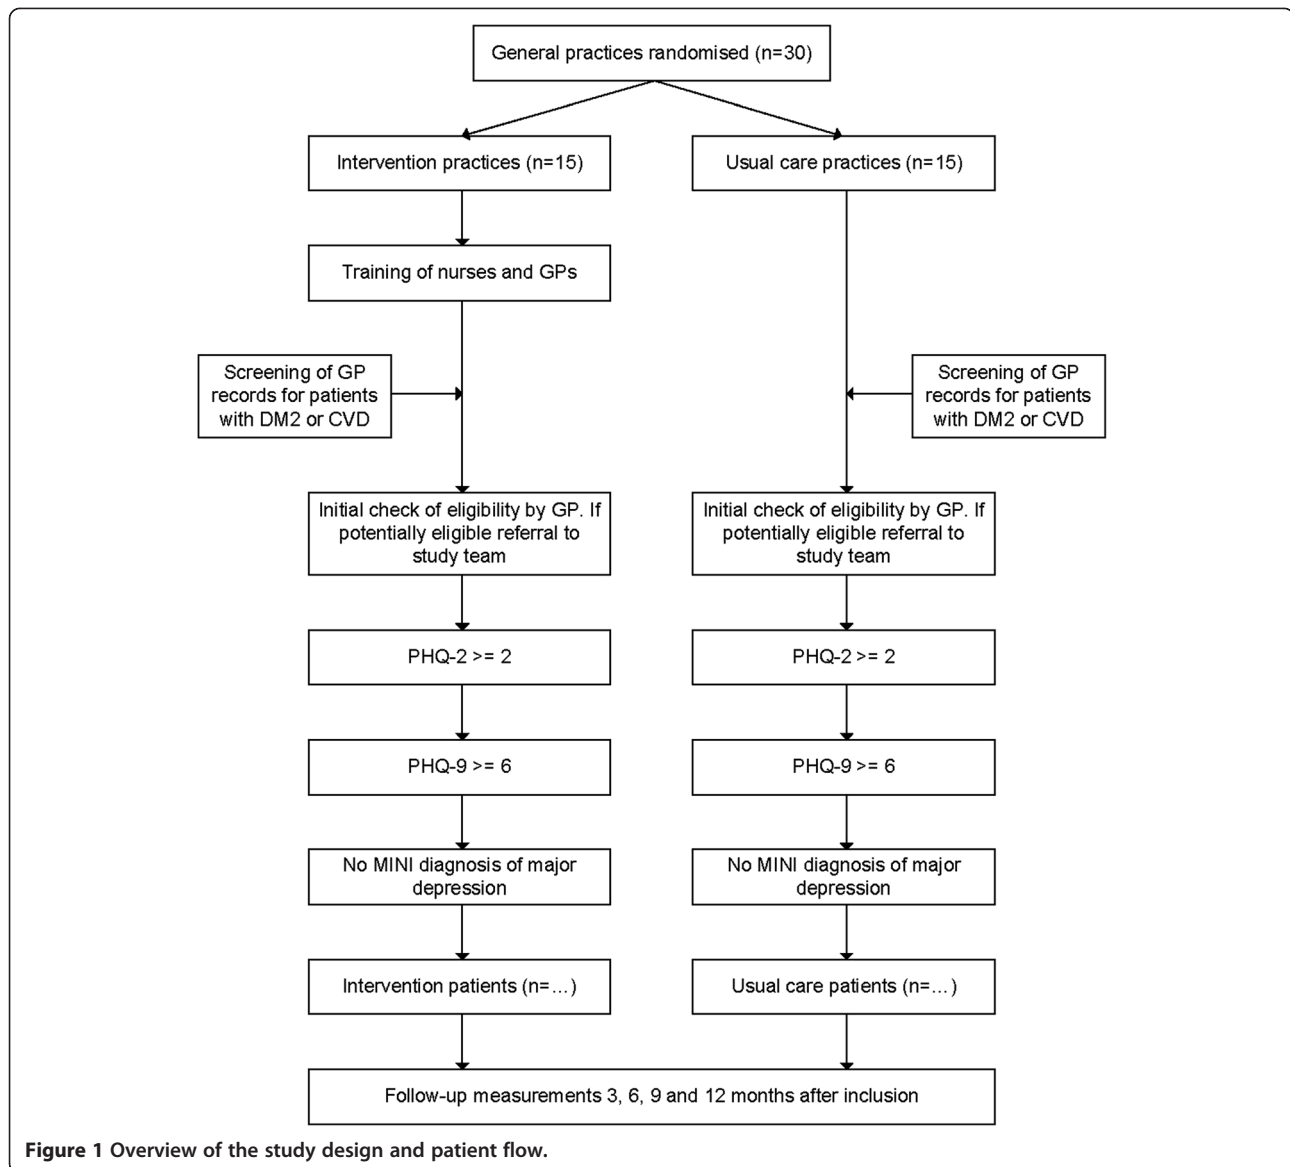 General practices randomised (n=30)
Intervention practices (n=15)
Usual care practices (n=15)
Training of nurses and GPs
Screening of GP
records for patients
with DM2 or CVD
Screening of GP
records for patients
with DM2 or CVD
Initial check of eligibility by GP. If
potentially eligible referral to
study team
Initial check of eligibility by GP. If
potentially eligible referral to
study team
PHQ-2 >= 2
PHQ-2 >= 2
PHQ-9 >= 6
PHQ-9 >= 6
No MINI diagnosis of major
depression
No MINI diagnosis of major
depression
Intervention patients (n=…)
Usual care patients (n=…)
Follow-up measurements 3, 6, 9 and 12 months after inclusion
Figure 1 Overview of the study design and patient flow.